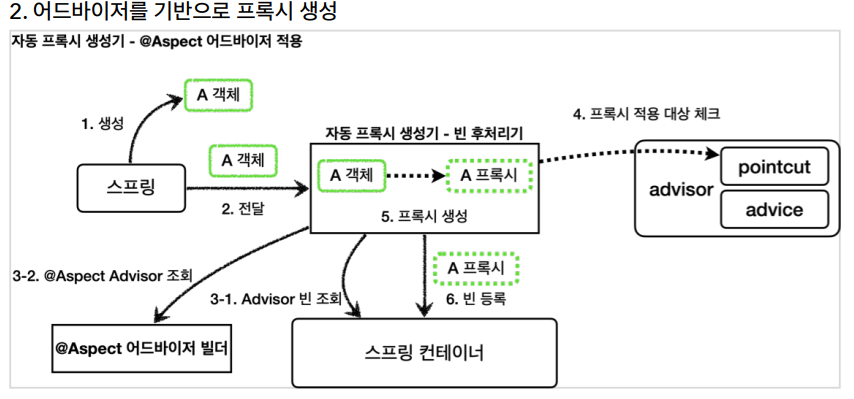 2. 어드바이저를 기반으로 프록시 생성
자동 프록시 생성기 - @Aspect 어드바이저 적용
A 객체
1. 생성
4. 프록시 적용 대상 체크
자동 프록시 생성기 - 빈 후처리기
A 객체
스프링
2. 전달
A 객체
A 프록시
5. 프록시 생성
advisor
pointcut
advice
3-2. @Aspect Advisor 조회
3-1. Advisor 빈 조회
A 프록시
6. 빈 등록
@Aspect 어드바이저 빌더
스프링 컨테이너